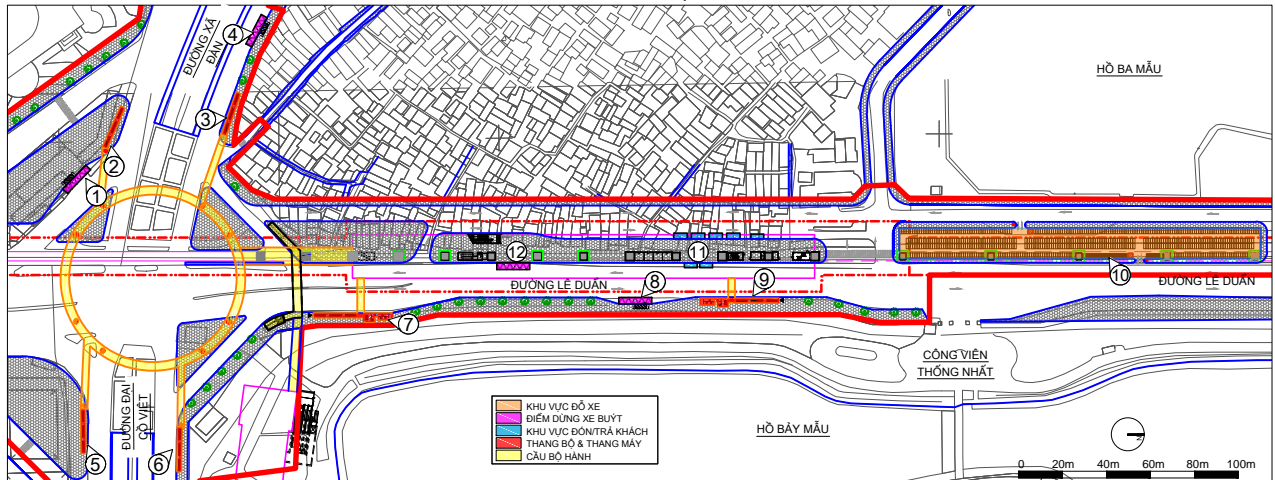 ĐƯỜNG XÃ
ĐÀN
4
3
2
1
HỒ BA MẪU
12
11
10
ĐƯỜNG LÊ DUẨN
ĐƯỜNG LÊ DUẨN
8
9
7
CÔNG VIÊN
THỐNG NHẤT
ĐƯỜNG ĐẠI
CỒ VIỆT
5
6
KHU VỰC ĐỖ XE
ĐIỂM DỪNG XE BUÝT
KHU VỰC ĐÓN/TRẢ KHÁCH
THANG BỘ & THANG MÁY
CẦU BỘ HÀNH
HỒ BẢY MẪU
0 20m 40m 60m 80m 100m